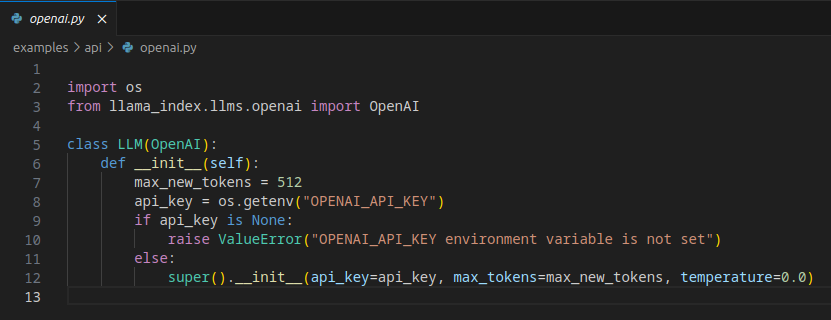 openai.py ×
examples > api > openai.py
1
2 import os
3 from llama_index.llms.openai import OpenAI
4
5 class LLM(OpenAI):
6     def __init__(self):
7         max_new_tokens = 512
8         api_key = os.getenv("OPENAI_API_KEY")
9         if api_key is None:
10             raise ValueError("OPENAI_API_KEY environment variable is not set")
11         else:
12             super().__init__(api_key=api_key, max_tokens=max_new_tokens, temperature=0.0)
13